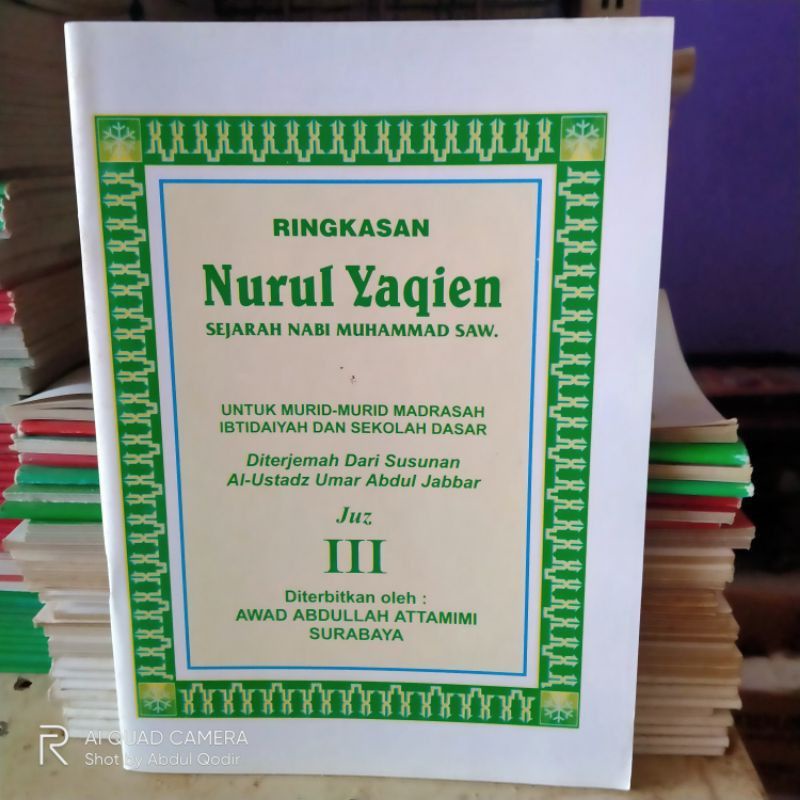 RINGKASAN
Nurul Yaqien
SEJARAH NABI MUHAMMAD SAW.
UNTUK MURID-MURID MADRASAH
IBTIDAIYAH DAN SEKOLAH DASAR
Diterjemah Dari Susunan
Al-Ustadz Umar Abdul Jabbar
Juz
III
Diterbitkan oleh :
AWAD ABDULLAH ATTAMIMI
SURABAYA
R AI QUAD CAMERA
Shot by Abdul Qodir